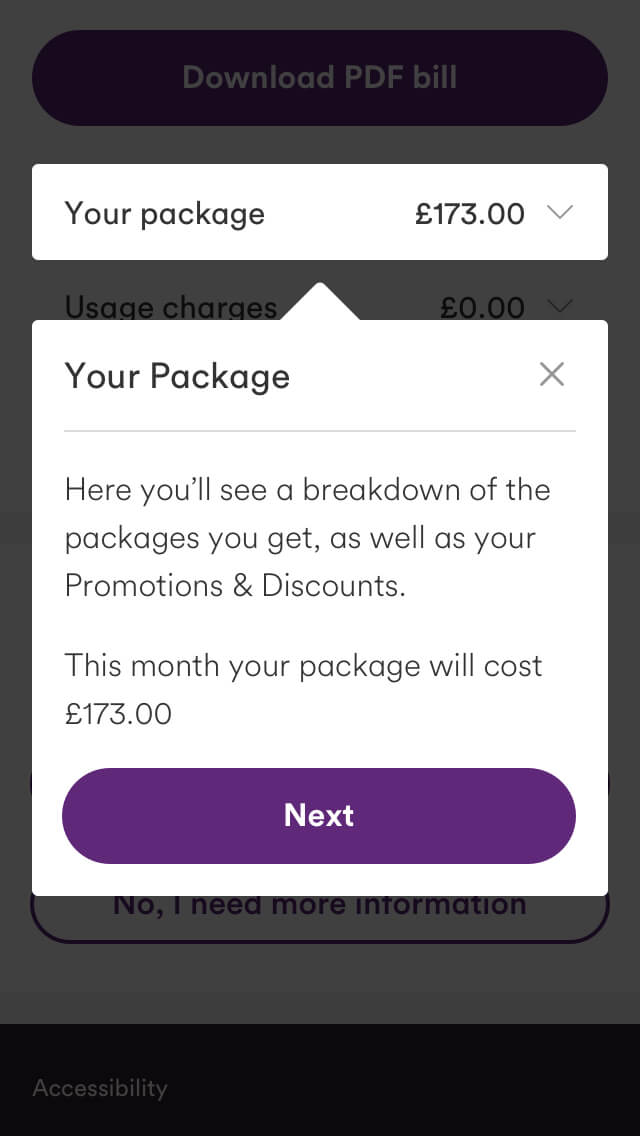 Download PDF bill
Your package £173.00
Usage charges £0.00
Your Package
Here you’ll see a breakdown of the
packages you get, as well as your
Promotions & Discounts.
This month your package will cost
£173.00
Next
No, I need more information
Accessibility